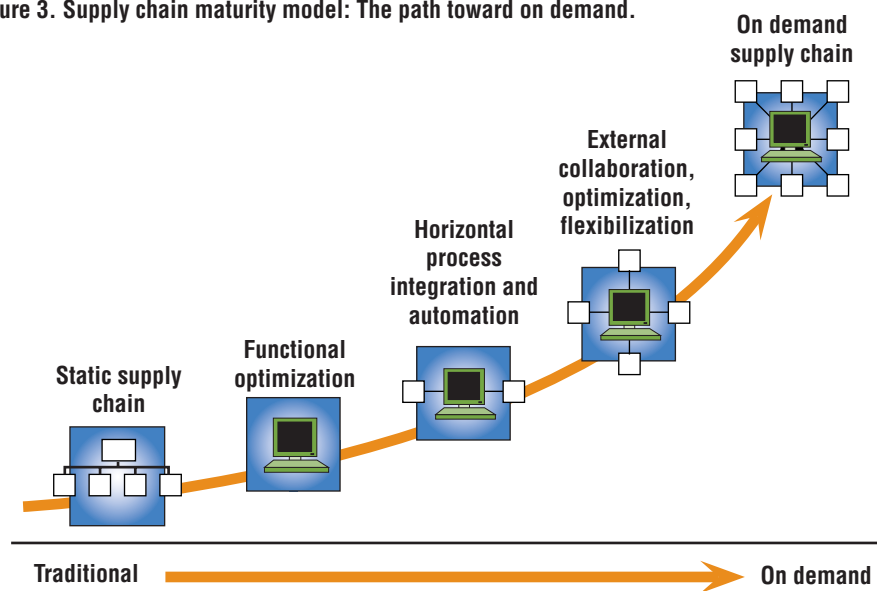 ure 3. Supply chain maturity model: The path toward on demand.
On demand
supply chain
External
collaboration,
optimization,
flexibilization
Horizontal
process
integration and
automation
Functional
optimization
Static supply
chain
Traditional
On demand